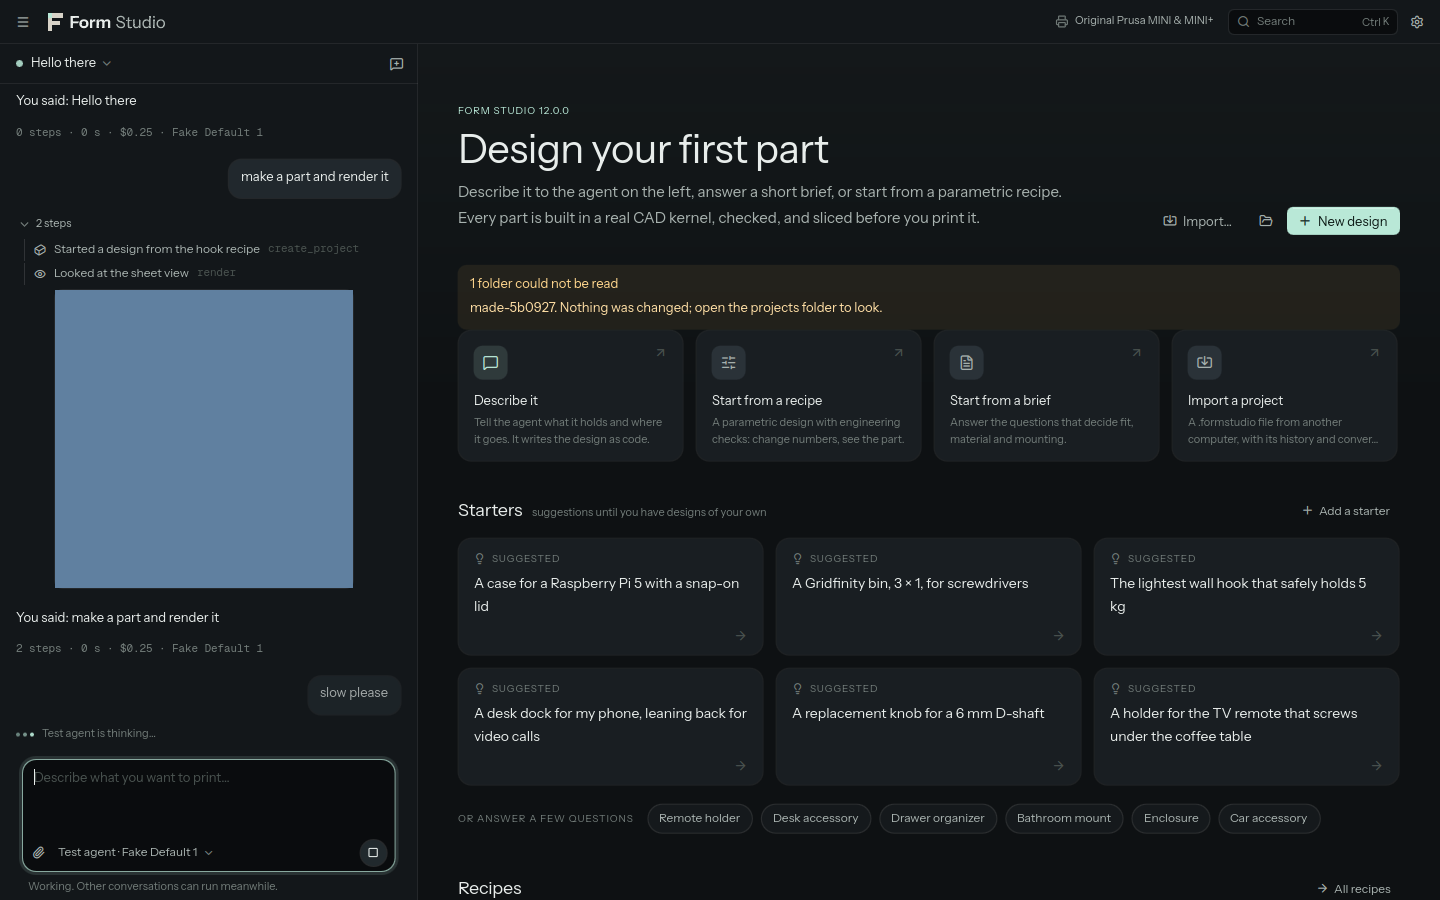 Form Studio
Original Prusa MINI & MINI+
Search
Ctrl K
Hello there
You said: Hello there
0 steps · 0 s · $0.25 · Fake Default 1
make a part and render it
2 steps
Started a design from the hook recipe create_project
Looked at the sheet view render
You said: make a part and render it
2 steps · 0 s · $0.25 · Fake Default 1
slow please
Test agent is thinking...
Describe what you want to print...
Test agent · Fake Default 1
Working. Other conversations can run meanwhile.
FORM STUDIO 12.0.0
Design your first part
Describe it to the agent on the left, answer a short brief, or start from a parametric recipe.
Every part is built in a real CAD kernel, checked, and sliced before you print it.
Import...
New design
1 folder could not be read
made-5b0927. Nothing was changed; open the projects folder to look.
Describe it
Tell the agent what it holds and where
it goes. It writes the design as code.
Start from a recipe
A parametric design with engineering
checks: change numbers, see the part.
Start from a brief
Answer the questions that decide fit,
material and mounting.
Import a project
A .formstudio file from another
computer, with its history and conver...
Starters suggestions until you have designs of your own
Add a starter
SUGGESTED
A case for a Raspberry Pi 5 with a snap-on
lid
SUGGESTED
A Gridfinity bin, 3 × 1, for screwdrivers
SUGGESTED
The lightest wall hook that safely holds 5
kg
SUGGESTED
A desk dock for my phone, leaning back for
video calls
SUGGESTED
A replacement knob for a 6 mm D-shaft
SUGGESTED
A holder for the TV remote that screws
under the coffee table
OR ANSWER A FEW QUESTIONS
Remote holder
Desk accessory
Drawer organizer
Bathroom mount
Enclosure
Car accessory
Recipes
All recipes